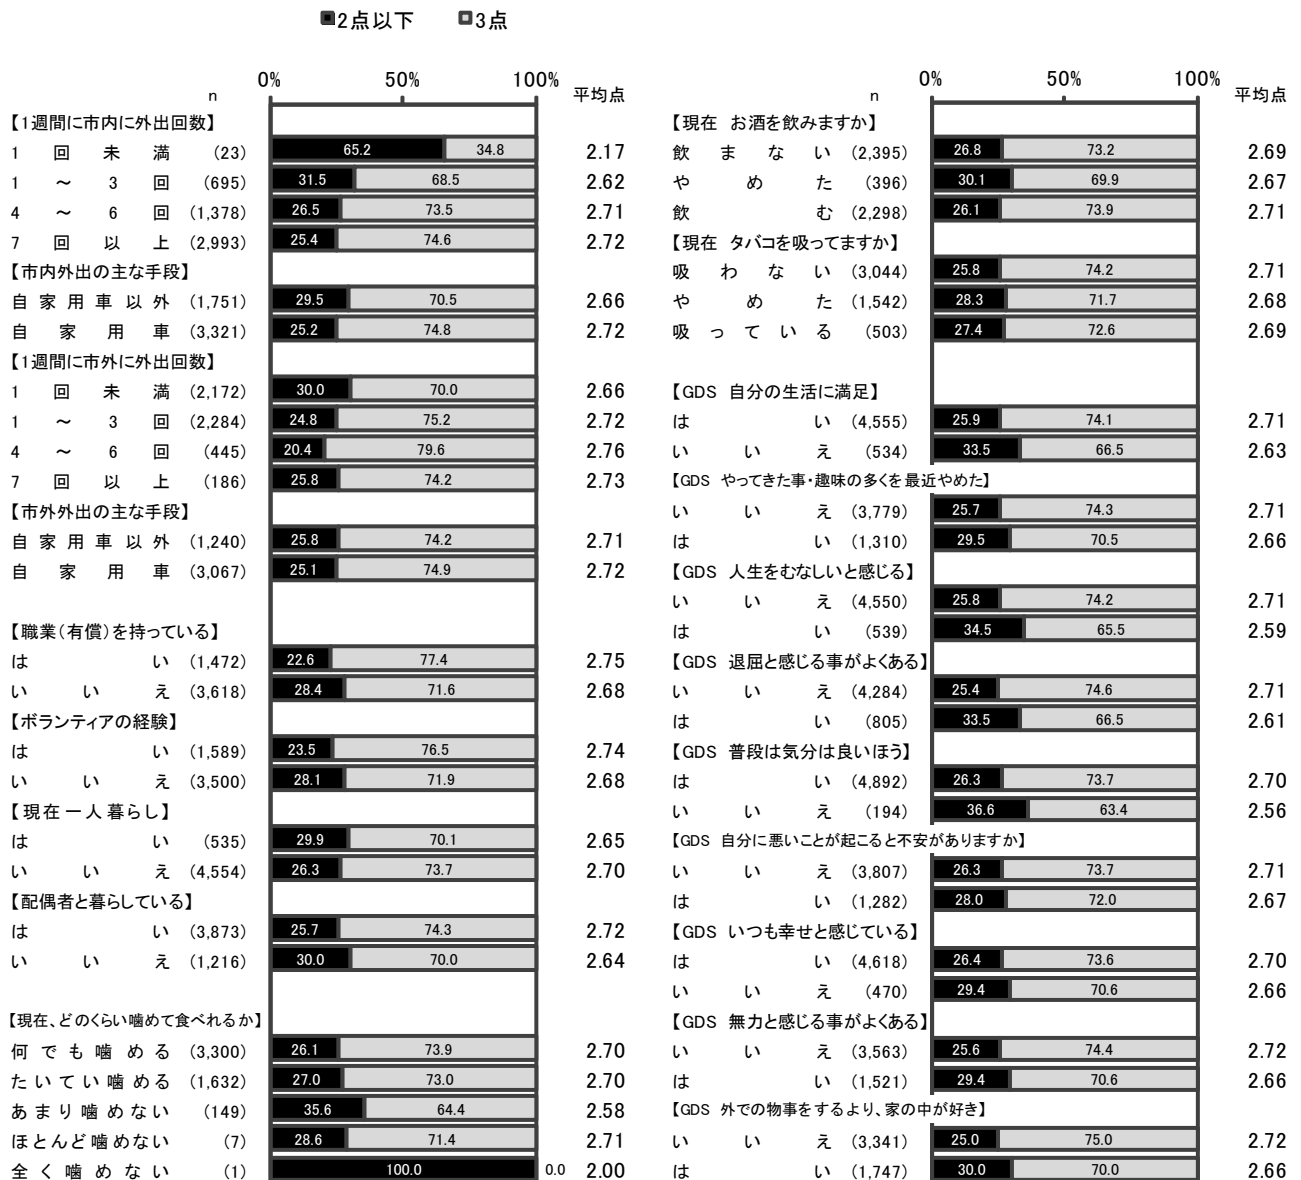 ■2点以下 □3点
0% 50% 100%
n 平均点
【1週間に市内に外出回数】
1回未満 (23) 65.2 34.8 2.17
1～3回 (695) 31.5 68.5 2.62
4～6回 (1,378) 26.5 73.5 2.71
7回以上 (2,993) 25.4 74.6 2.72
【市内外出の主な手段】
自家用車以外 (1,751) 29.5 70.5 2.66
自家用車 (3,321) 25.2 74.8 2.72
【1週間に市外に外出回数】
1回未満 (2,172) 30.0 70.0 2.66
1～3回 (2,284) 24.8 75.2 2.72
4～6回 (445) 20.4 79.6 2.76
7回以上 (186) 25.8 74.2 2.73
【市外外出の主な手段】
自家用車以外 (1,240) 25.8 74.2 2.71
自家用車 (3,067) 25.1 74.9 2.72
【職業(有償)を持っている】
はい (1,472) 22.6 77.4 2.75
いいえ (3,618) 28.4 71.6 2.68
【ボランティアの経験】
はい (1,589) 23.5 76.5 2.74
いいえ (3,500) 28.1 71.9 2.68
【現在一人暮らし】
はい (535) 29.9 70.1 2.65
いいえ (4,554) 26.3 73.7 2.70
【配偶者と暮らしている】
はい (3,873) 25.7 74.3 2.72
いいえ (1,216) 30.0 70.0 2.64
【現在、どのくらい噛めて食べれるか】
何でも噛める (3,300) 26.1 73.9 2.70
たいてい噛める (1,632) 27.0 73.0 2.70
あまり噛めない (149) 35.6 64.4 2.58
ほとんど噛めない (7) 28.6 71.4 2.71
全く噛めない (1) 100.0 0.0 2.00
0% 50% 100%
n 平均点
【現在 お酒を飲みますか】
飲まない (2,395) 26.8 73.2 2.69
やめた (396) 30.1 69.9 2.67
飲む (2,298) 26.1 73.9 2.71
【現在 タバコを吸ってますか】
吸わない (3,044) 25.8 74.2 2.71
やめた (1,542) 28.3 71.7 2.68
吸っている (503) 27.4 72.6 2.69
【GDS 自分の生活に満足】
はい (4,555) 25.9 74.1 2.71
いいえ (534) 33.5 66.5 2.63
【GDS やってきた事・趣味の多くを最近やめた】
いいえ (3,779) 25.7 74.3 2.71
はい (1,310) 29.5 70.5 2.66
【GDS 人生をむなしいと感じる】
いいえ (4,550) 25.8 74.2 2.71
はい (539) 34.5 65.5 2.59
【GDS 退屈と感じる事がよくある】
いいえ (4,284) 25.4 74.6 2.71
はい (805) 33.5 66.5 2.61
【GDS 普段は気分は良いほう】
はい (4,892) 26.3 73.7 2.70
いいえ (194) 36.6 63.4 2.56
【GDS 自分に悪いことが起こると不安がありますか】
いいえ (3,807) 26.3 73.7 2.71
はい (1,282) 28.0 72.0 2.67
【GDS いつも幸せと感じている】
はい (4,618) 26.4 73.6 2.70
いいえ (470) 29.4 70.6 2.66
【GDS 無力と感じる事がよくある】
いいえ (3,563) 25.6 74.4 2.72
はい (1,521) 29.4 70.6 2.66
【GDS 外での物事をするより、家の中が好き】
いいえ (3,341) 25.0 75.0 2.72
はい (1,747) 30.0 70.0 2.66